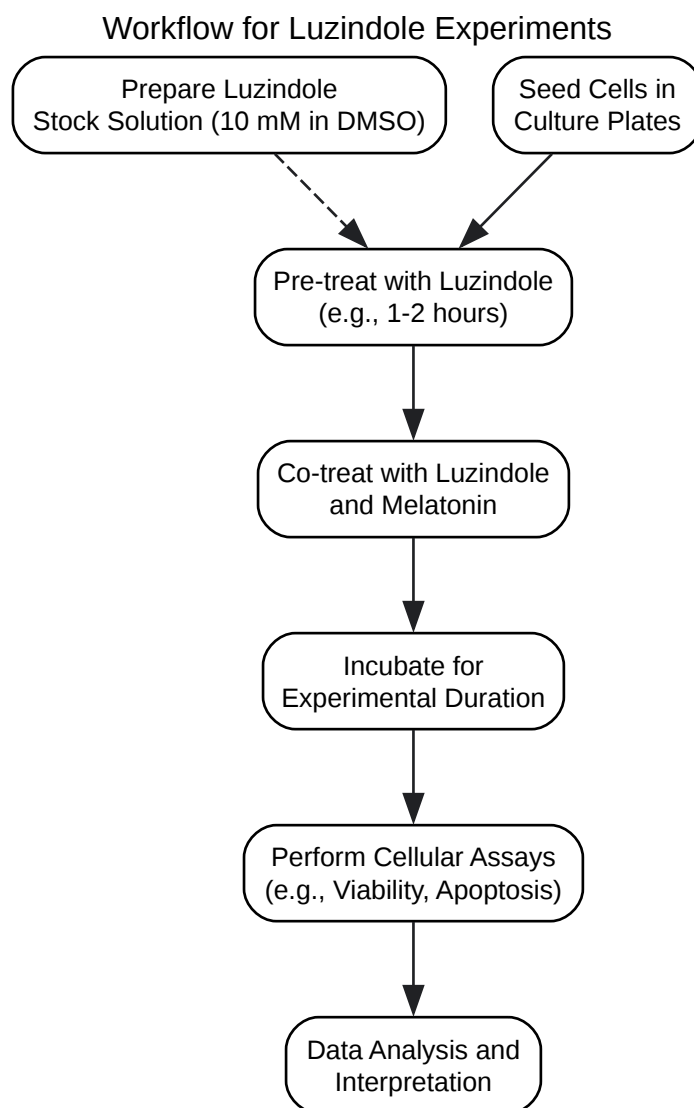 Workflow for Luzindole Experiments
Prepare Luzindole
Stock Solution (10 mM in DMSO)
Seed Cells in
Culture Plates
Pre-treat with Luzindole
(e.g., 1-2 hours)
Co-treat with Luzindole
and Melatonin
Incubate for
Experimental Duration
Perform Cellular Assays
(e.g., Viability, Apoptosis)
Data Analysis and
Interpretation